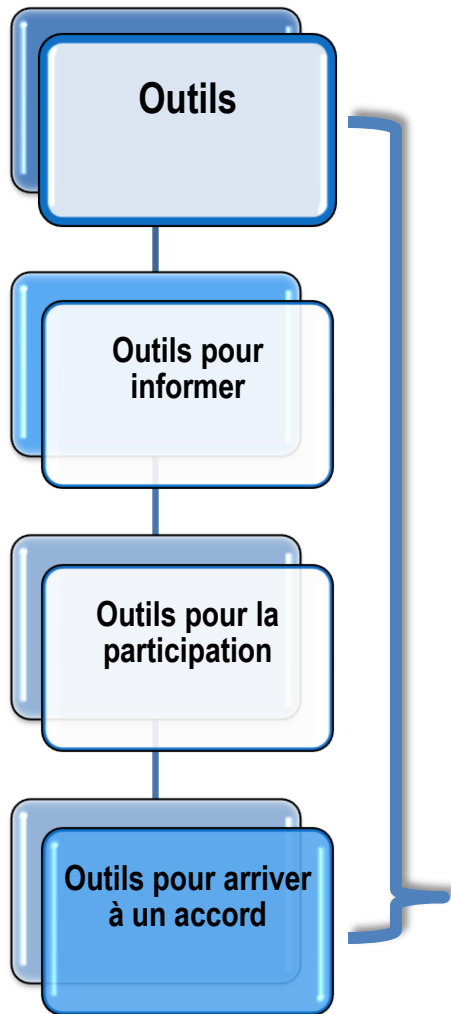 Outils
Outils pour
informer
Outils pour la
participation
Outils pour arriver
à un accord